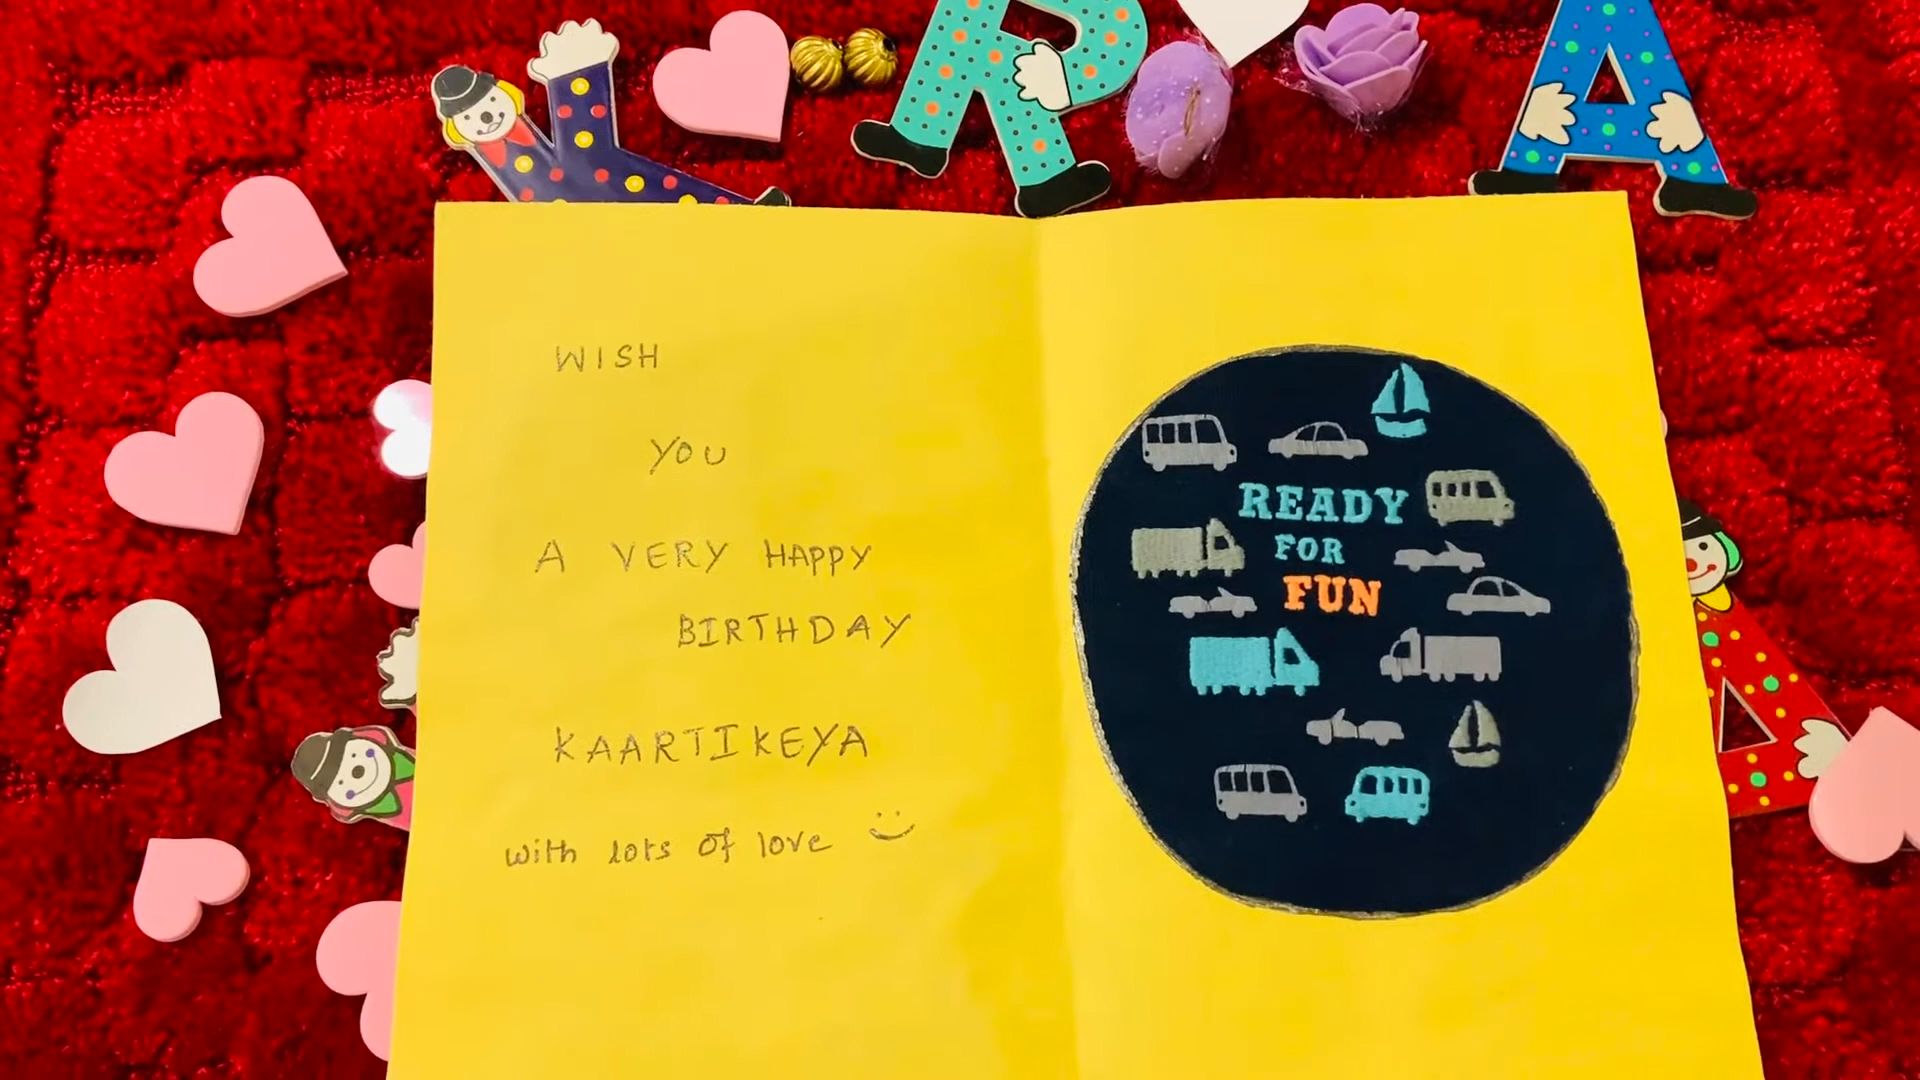 K R A
WISH
YOU
A VERY HAPPY
BIRTHDAY
KAARTIKEYA
with lots of love
READY
FOR
FUN
A